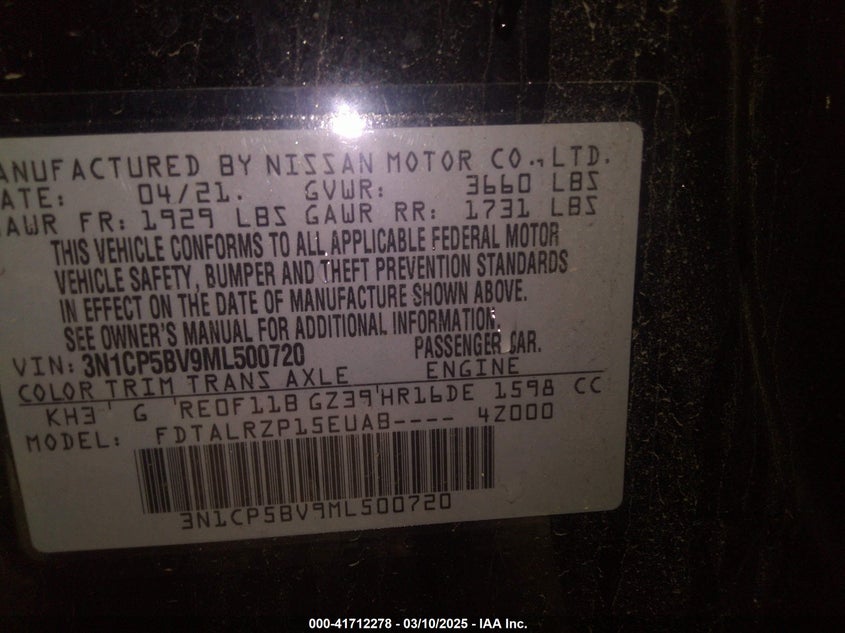 ANUFACTURED BY NISSAN MOTOR CO., LTD.
ATE: 04/21. GVWR: 3660 LBS
AWR FR: 1929 LBS GAWR RR: 1731 LBS
THIS VEHICLE CONFORMS TO ALL APPLICABLE FEDERAL MOTOR
VEHICLE SAFETY, BUMPER AND THEFT PREVENTION STANDARDS
IN EFFECT ON THE DATE OF MANUFACTURE SHOWN ABOVE.
SEE OWNER'S MANUAL FOR ADDITIONAL INFORMATION.
VIN: 3N1CP5BV9ML500720 PASSENGER CAR.
COLOR TRIM TRANS AXLE ENGINE
KH3 G RE0F11B GZ39 HR16DE 1598 CC
MODEL: FDTALRZP15EUAB---- 4Z000
3N1CP5BV9ML500720
000-41712278 - 03/10/2025 - IAA Inc.